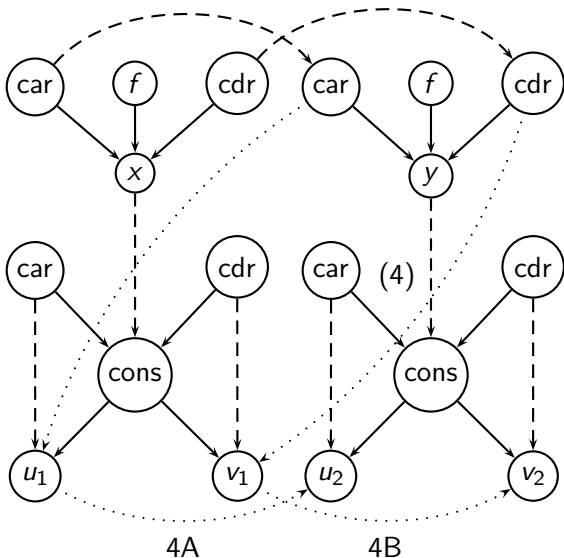 car f cdr car f cdr
x y
car cdr car (4) cdr
cons cons
u1 v1 u2 v2
4A 4B